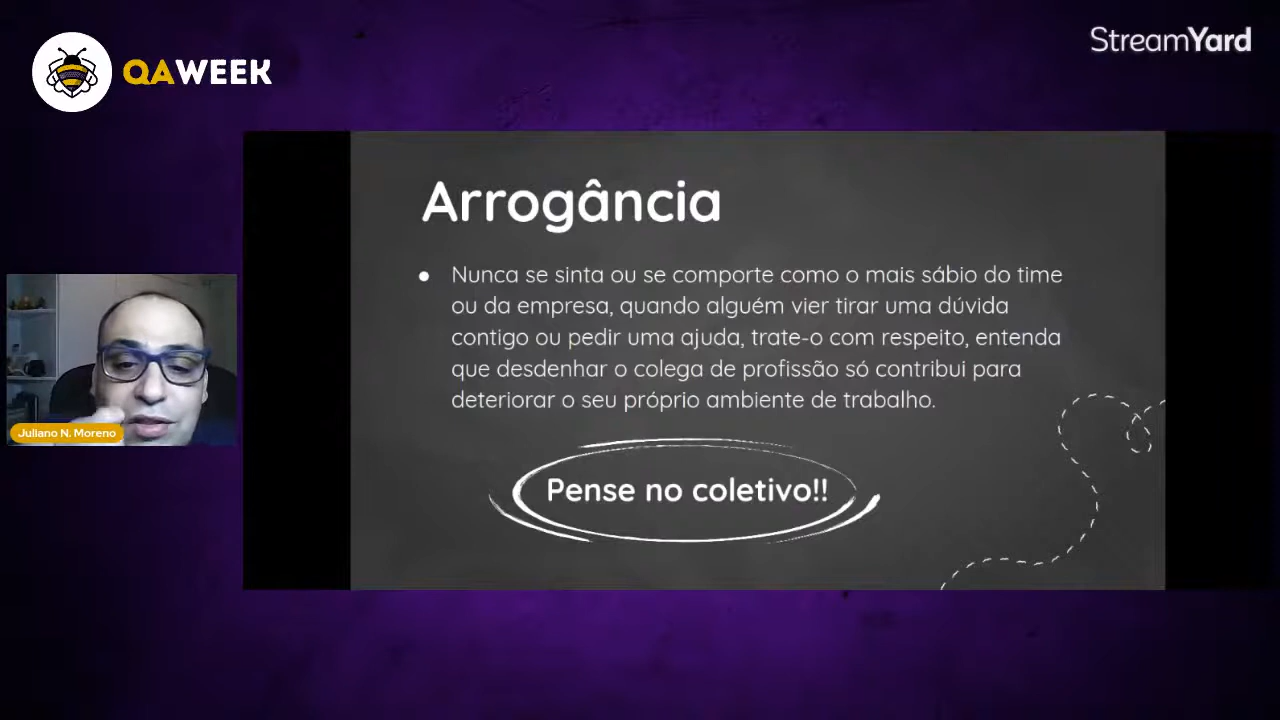 QAWEEK
StreamYard
Arrogância
Nunca se sinta ou se comporte como o mais sábio do time
ou da empresa, quando alguém vier tirar uma dúvida
contigo ou pedir uma ajuda, trate-o com respeito, entenda
que desdenhar o colega de profissão só contribui para
deteriorar o seu próprio ambiente de trabalho.
Juliano N. Moreno
Pense no coletivo!!